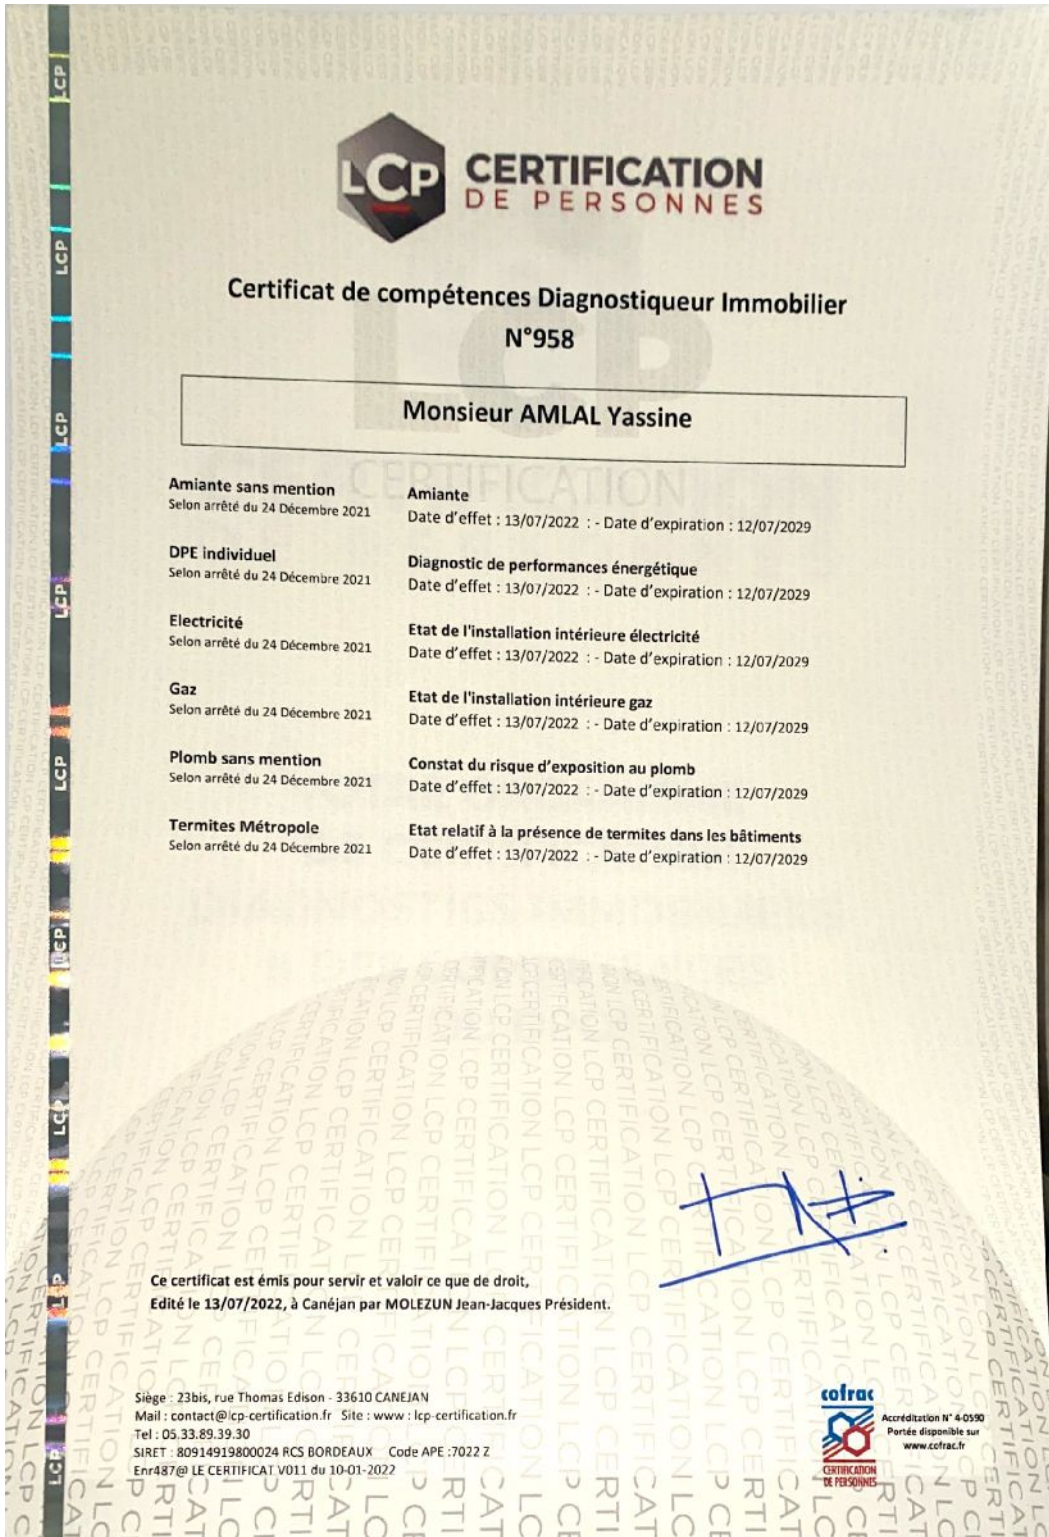 LCP CERTIFICATION
DE PERSONNES
Certificat de compétences Diagnostiqueur Immobilier
N°958
Monsieur AMLAL Yassine
Amiante sans mention
Selon arrêté du 24 Décembre 2021
Amiante
Date d'effet : 13/07/2022 : - Date d'expiration : 12/07/2029
DPE individuel
Selon arrêté du 24 Décembre 2021
Diagnostic de performances énergétique
Date d'effet : 13/07/2022 : - Date d'expiration : 12/07/2029
Electricité
Selon arrêté du 24 Décembre 2021
Etat de l'installation intérieure électricité
Date d'effet : 13/07/2022 : - Date d'expiration : 12/07/2029
Gaz
Selon arrêté du 24 Décembre 2021
Etat de l'installation intérieure gaz
Date d'effet : 13/07/2022 : - Date d'expiration : 12/07/2029
Plomb sans mention
Selon arrêté du 24 Décembre 2021
Constat du risque d'exposition au plomb
Date d'effet : 13/07/2022 : - Date d'expiration : 12/07/2029
Termites Métropole
Selon arrêté du 24 Décembre 2021
Etat relatif à la présence de termites dans les bâtiments
Date d'effet : 13/07/2022 : - Date d'expiration : 12/07/2029
Ce certificat est émis pour servir et valoir ce que de droit,
Edité le 13/07/2022, à Canéjan par MOLEZUN Jean-Jacques Président.
Siège : 23bis, rue Thomas Edison - 33610 CANEJAN
Mail : contact@lcp-certification.fr Site : www : lcp-certification.fr
Tel : 05.33.89.39.30
SIRET : 80914919800024 RCS BORDEAUX Code APE :7022 Z
Enr487@ LE CERTIFICAT V011 du 10-01-2022
cofrac
CERTIFICATION
DE PERSONNES
Accréditation N° 4-0590
Portée disponible sur
www.cofrac.fr